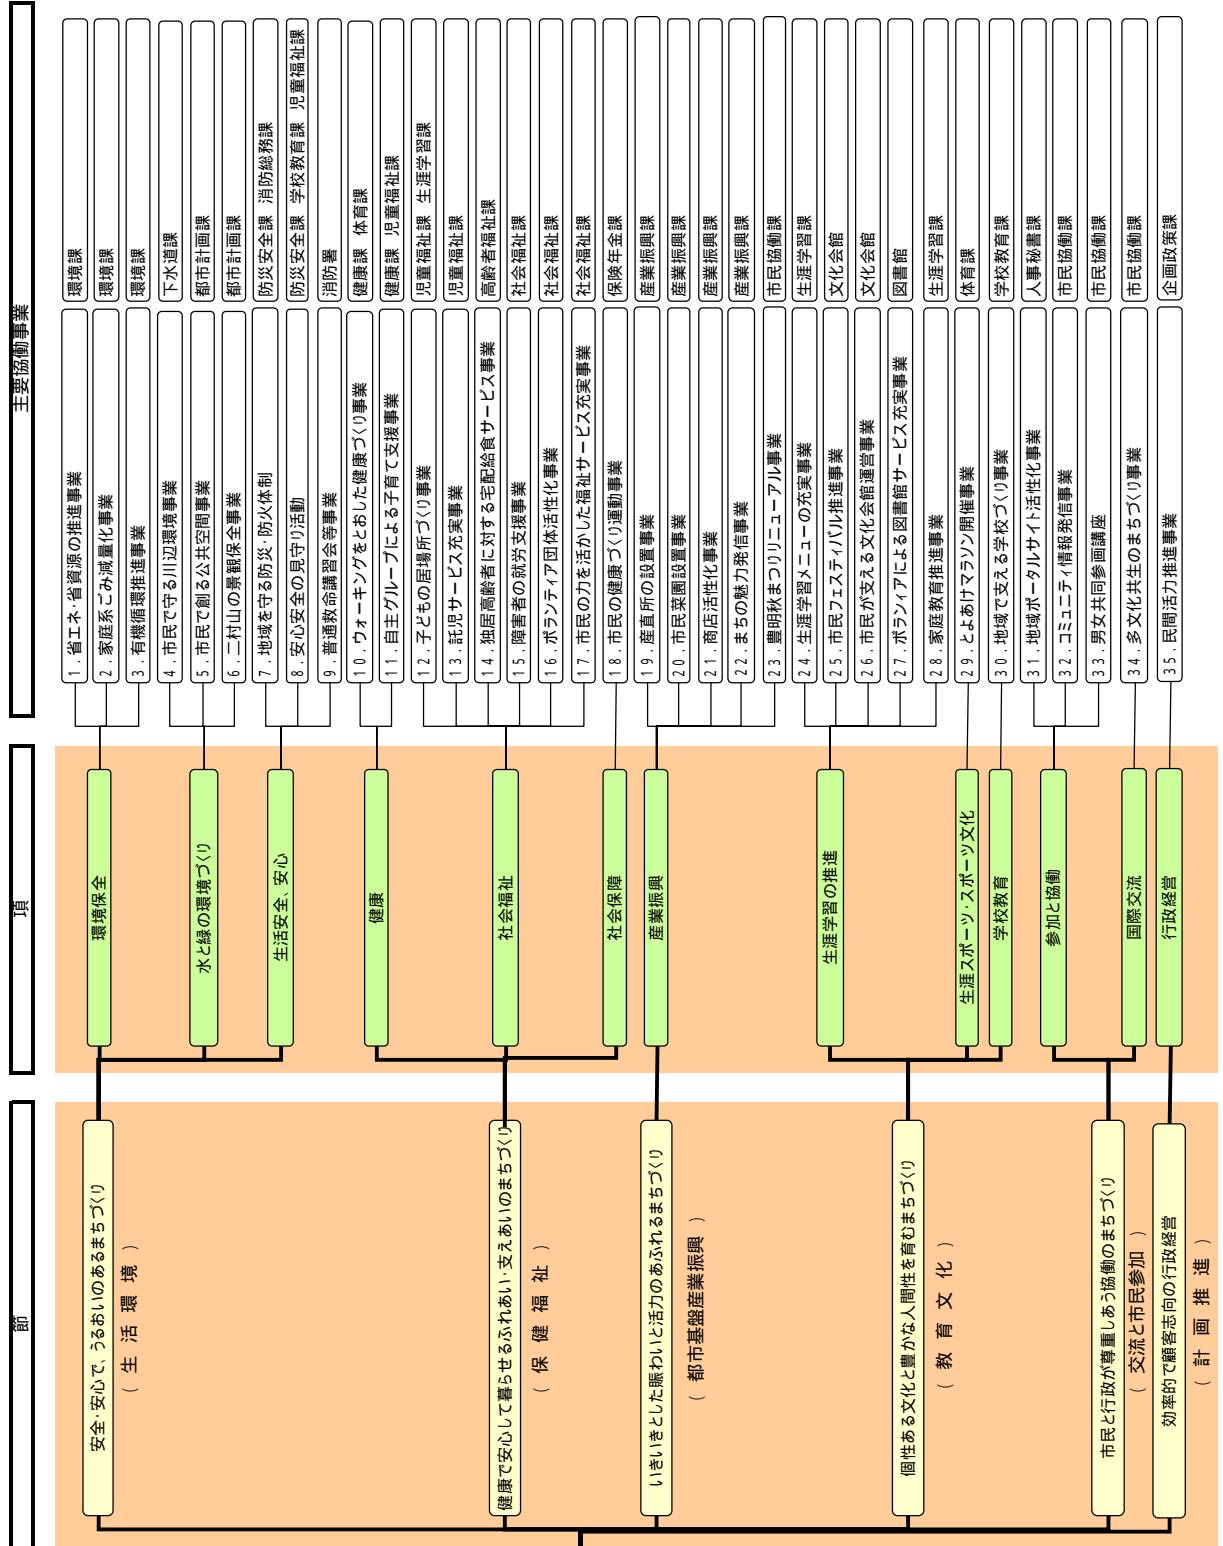 節
項
主要協働事業
安全・安心で、うるおいのあるまちづくり
（ 生 活 環 境 ）
環境保全
1．省エネ・省資源の推進事業
環境課
2．家庭系ごみ減量化事業
環境課
3．有機循環推進事業
環境課
水と緑の環境づくり
4．市民で守る川辺環境事業
下水道課
5．市民で創る公共空間事業
都市計画課
6．二村山の景観保全事業
都市計画課
生活安全、安心
7．地域を守る防災・防火体制
防災安全課 消防総務課
8．安心安全の見守り活動
防災安全課 学校教育課 児童福祉課
9．普通救命講習会等事業
消防署
健康で安心して暮らせるふれあい・支えあいのまちづくり
（ 保 健 福 祉 ）
健康
10．ウォーキングをとおした健康づくり事業
健康課 体育課
11．自主グループによる子育て支援事業
健康課 児童福祉課
社会福祉
12．子どもの居場所づくり事業
児童福祉課 生涯学習課
13．託児サービス充実事業
児童福祉課
14．独居高齢者に対する宅配給食サービス事業
高齢者福祉課
15．障害者の就労支援事業
社会福祉課
16．ボランティア団体活性化事業
社会福祉課
17．市民の力を活かした福祉サービス充実事業
社会福祉課
社会保障
18．市民の健康づくり運動事業
保険年金課
いきいきとした賑わいと活力のあふれるまちづくり
（ 都市基盤産業振興 ）
産業振興
19．産直所の設置事業
産業振興課
20．市民菜園設置事業
産業振興課
21．商店活性化事業
産業振興課
22．まちの魅力発信事業
産業振興課
23．豊明秋まつりリニューアル事業
市民協働課
個性ある文化と豊かな人間性を育むまちづくり
（ 教 育 文 化 ）
生涯学習の推進
24．生涯学習メニューの充実事業
生涯学習課
25．市民フェスティバル推進事業
文化会館
26．市民が支える文化会館運営事業
文化会館
27．ボランィアによる図書館サービス充実事業
図書館
28．家庭教育推進事業
生涯学習課
生涯スポーツ・スポーツ文化
29．とよあけマラソン開催事業
体育課
学校教育
30．地域で支える学校づくり事業
学校教育課
市民と行政が尊重しあう協働のまちづくり
（ 交流と市民参加 ）
参加と協働
31．地域ポータルサイト活性化事業
人事秘書課
32．コミュニティ情報発信事業
市民協働課
33．男女共同参画講座
市民協働課
国際交流
34．多文化共生のまちづくり事業
市民協働課
効率的で顧客志向の行政経営
（ 計 画 推 進 ）
行政経営
35．民間活力推進事業
企画政策課